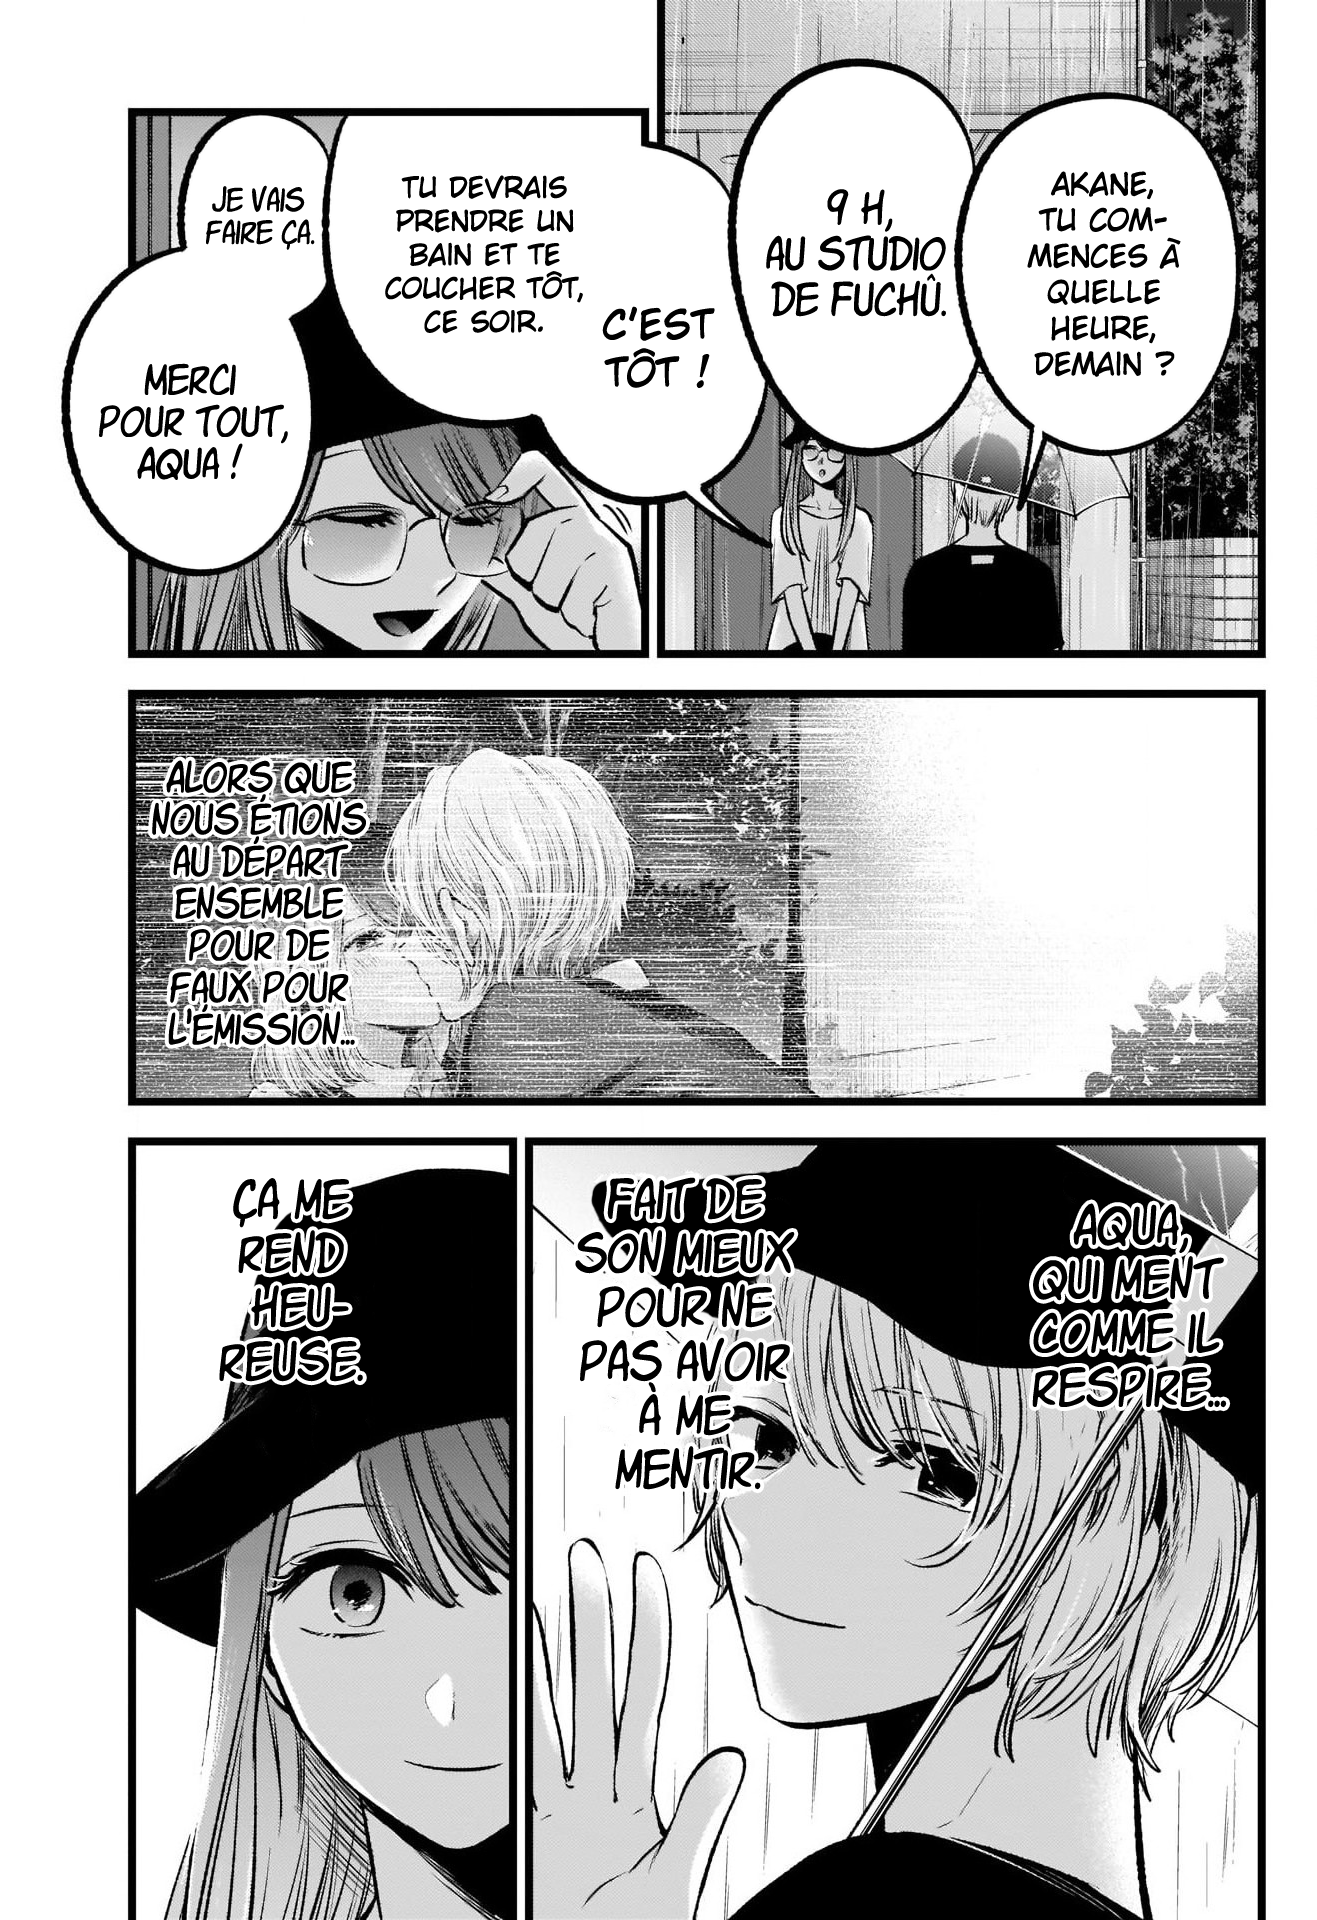 AKANE,
TU COM-
MENCES À
QUELLE
HEURE,
DEMAIN ?
9 H,
AU STUDIO
DE FUCHÛ.
C'EST
TÔT !
TU DEVRAIS
PRENDRE UN
BAIN ET TE
COUCHER TÔT,
CE SOIR.
JE VAIS
FAIRE ÇA.
MERCI
POUR TOUT,
AQUA !
ALORS QUE
NOUS ÉTIONS
AU DÉPART
ENSEMBLE
POUR DE
FAUX POUR
L'ÉMISSION...
AQUA,
QUI MENT
COMME IL
RESPIRE...
FAIT DE
SON MIEUX
POUR NE
PAS AVOIR
À ME
MENTIR.
ÇA ME
REND
HEU-
REUSE.